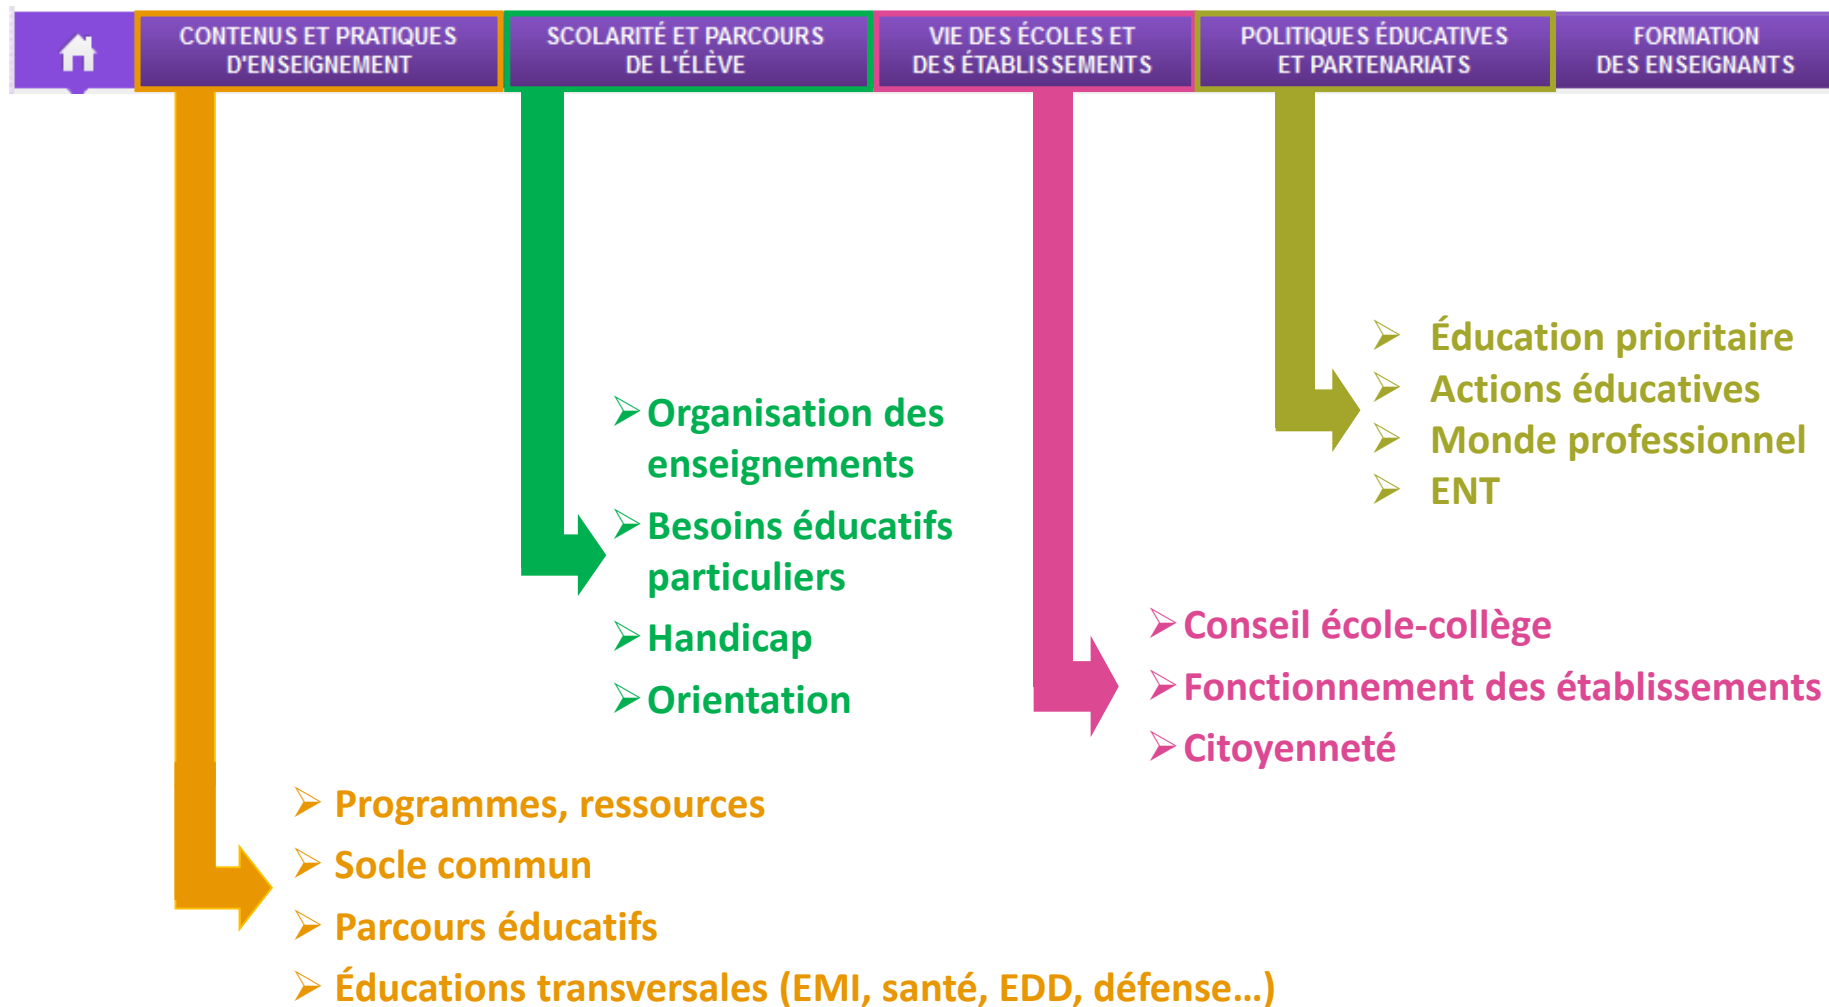 CONTENUS ET PRATIQUES
D'ENSEIGNEMENT
SCOLARITÉ ET PARCOURS
DE L'ÉLÈVE
VIE DES ÉCOLES ET
DES ÉTABLISSEMENTS
POLITIQUES ÉDUCATIVES
ET PARTENARIATS
FORMATION
DES ENSEIGNANTS
➢ Éducation prioritaire
➢ Actions éducatives
➢ Monde professionnel
➢ ENT
➢ Organisation des
enseignements
➢ Besoins éducatifs
particuliers
➢ Handicap
➢ Orientation
➢ Conseil école-collège
➢ Fonctionnement des établissements
➢ Citoyenneté
➢ Programmes, ressources
➢ Socle commun
➢ Parcours éducatifs
➢ Éducations transversales (EMI, santé, EDD, défense…)